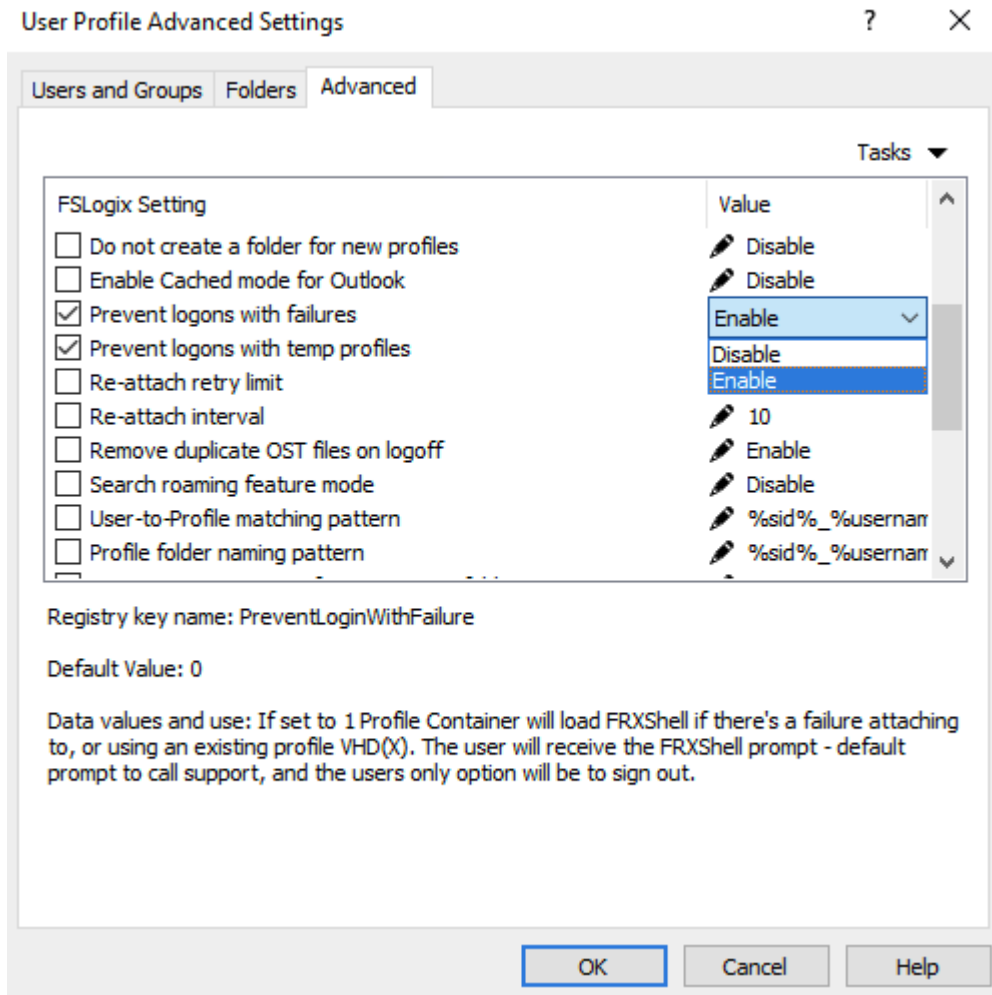 User Profile Advanced Settings ? ×
Users and Groups Folders Advanced
Tasks
FSLogix Setting Value
Do not create a folder for new profiles Disable
Enable Cached mode for Outlook Disable
Prevent logons with failures Enable
Disable
Prevent logons with temp profiles
Enable
Re-attach retry limit
Re-attach interval 10
Remove duplicate OST files on logoff Enable
Search roaming feature mode Disable
User-to-Profile matching pattern %sid%_%usernam
Profile folder naming pattern %sid%_%usernam
Registry key name: PreventLoginWithFailure
Default Value: 0
Data values and use: If set to 1 Profile Container will load FRXShell if there's a failure attaching
to, or using an existing profile VHD(X). The user will receive the FRXShell prompt - default
prompt to call support, and the users only option will be to sign out.
OK Cancel Help